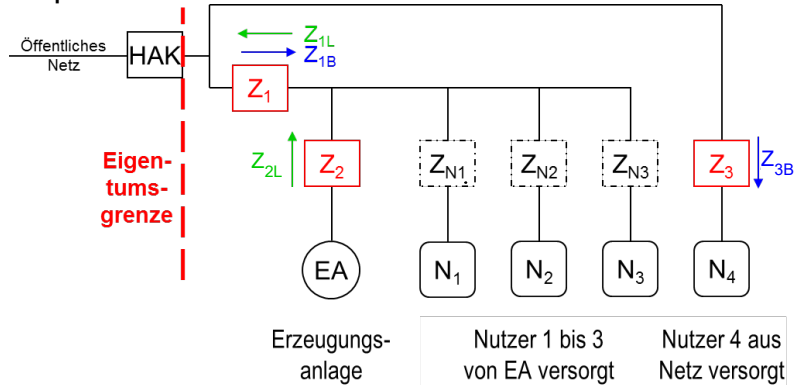 Öffentliches
Netz
HAK
Z1L
Z1B
Z1
Eigen-
tums-
grenze
Z2L
Z2
ZN1.
ZN2
ZN3
Z3
Z3B
EA
N1
N2
N3
N4
Erzeugungs-
anlage
Nutzer 1 bis 3
von EA versorgt
Nutzer 4 aus
Netz versorgt